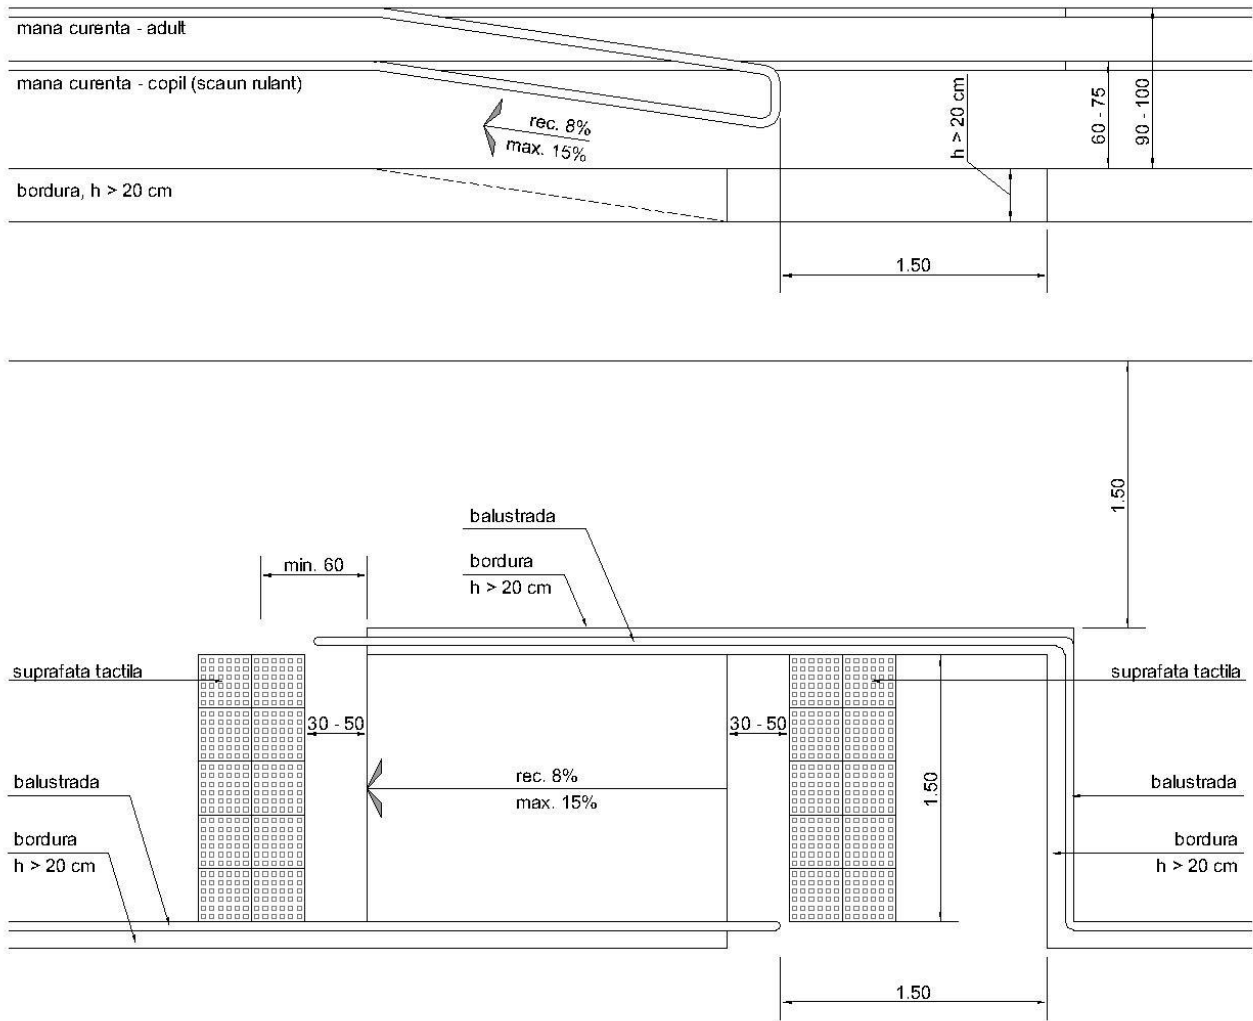 mana curenta - adult
mana curenta - copil (scaun rulant)
rec. 8%
max. 15%
h > 20 cm
60 - 75
90 - 100
bordura, h > 20 cm
1.50
1.50
balustrada
min. 60
bordura
h > 20 cm
suprafata tactila
suprafata tactila
30 - 50
30 - 50
rec. 8%
max. 15%
1.50
balustrada
balustrada
bordura
h > 20 cm
bordura
h > 20 cm
1.50